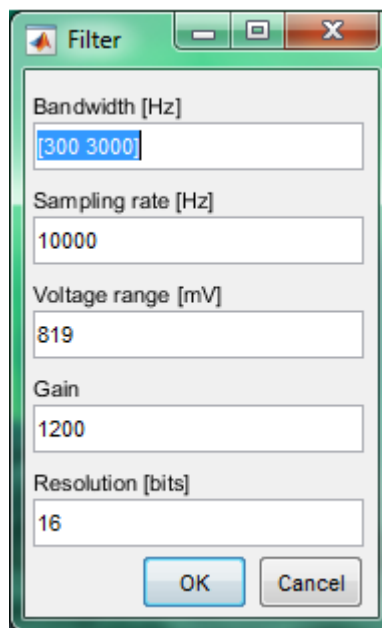 Filter
Bandwidth [Hz]
[300 3000]
Sampling rate [Hz]
10000
Voltage range [mV]
819
Gain
1200
Resolution [bits]
16
OK Cancel